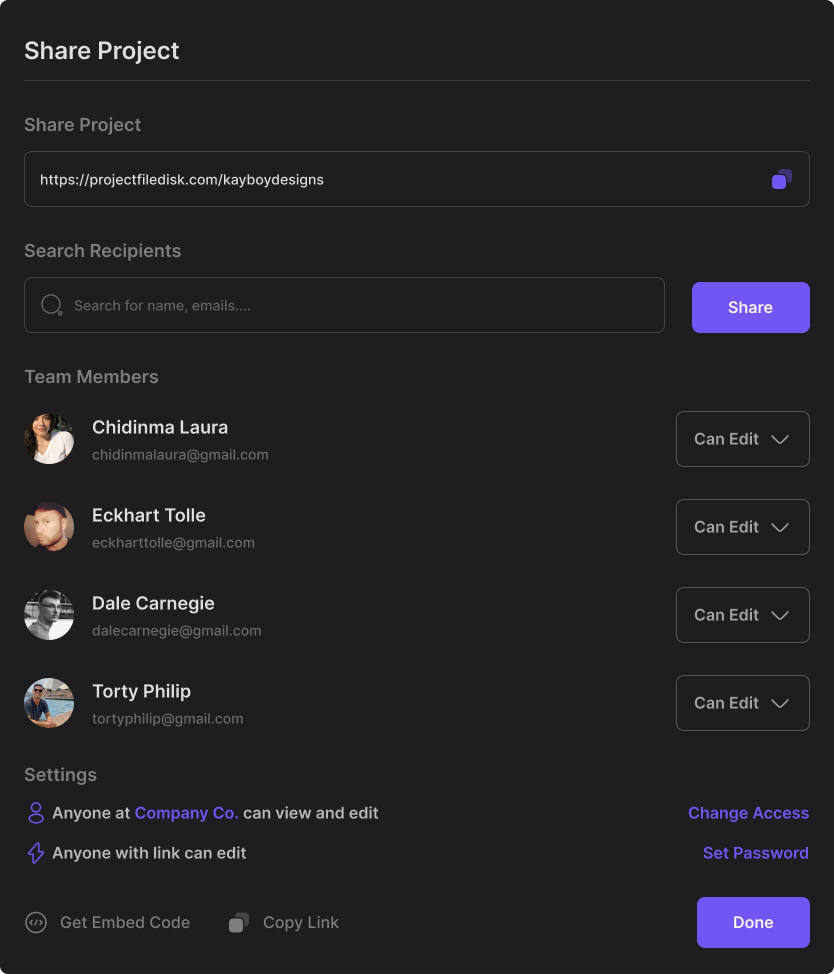 Share Project
Share Project
https://projectfiledisk.com/kayboydesigns
Search Recipients
Search for name, emails....
Share
Team Members
Chidinma Laura
chidinmalaura@gmail.com
Can Edit
Eckhart Tolle
eckharttolle@gmail.com
Can Edit
Dale Carnegie
dalecarnegie@gmail.com
Can Edit
Torty Philip
tortyphilip@gmail.com
Can Edit
Settings
Anyone at Company Co. can view and edit
Change Access
Anyone with link can edit
Set Password
Get Embed Code
Copy Link
Done